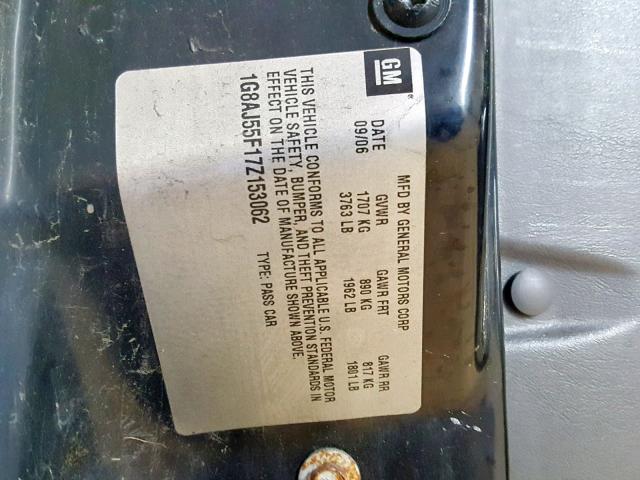 GM
MFD BY GENERAL MOTORS CORP
DATE GVWR GAWR FRT GAWR RR
09/06 1707 KG 890 KG 817 KG
3763 LB 1962 LB 1801 LB
THIS VEHICLE CONFORMS TO ALL APPLICABLE U.S. FEDERAL MOTOR
VEHICLE SAFETY, BUMPER, AND THEFT PREVENTION STANDARDS IN
EFFECT ON THE DATE OF MANUFACTURE SHOWN ABOVE.
1G8AJ55F17Z153062 TYPE: PASS CAR